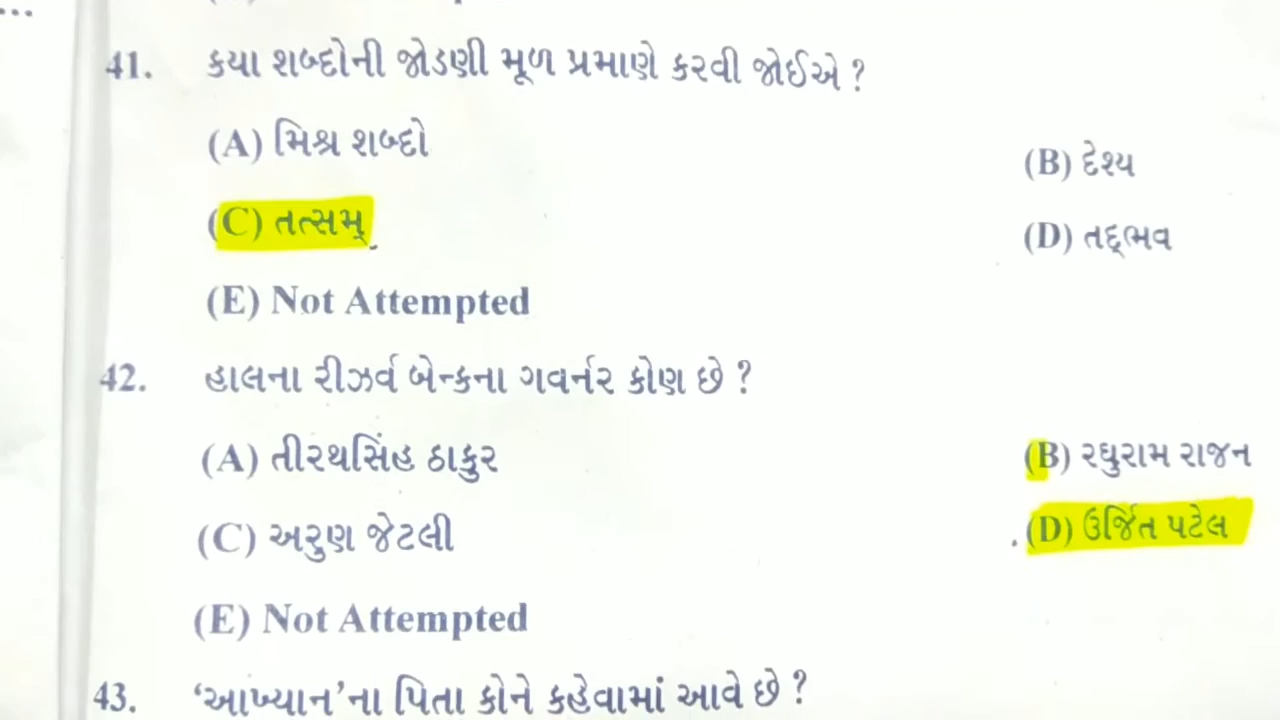 41. કયા શબ્દોની જોડણી મૂળ પ્રમાણે કરવી જોઈએ ?
(A) મિશ્ર શબ્દો
(B) દેશ્ય
(C) તત્સમ્
(D) તદ્ભવ
(E) Not Attempted
42. હાલના રીઝર્વ બેન્કના ગવર્નર કોણ છે ?
(A) તીરથસિંહ ઠાકુર
(B) રઘુરામ રાજન
(C) અરુણ જેટલી
(D) ઉર્જિત પટેલ
(E) Not Attempted
43. ‘આખ્યાન’ના પિતા કોને કહેવામાં આવે છે ?